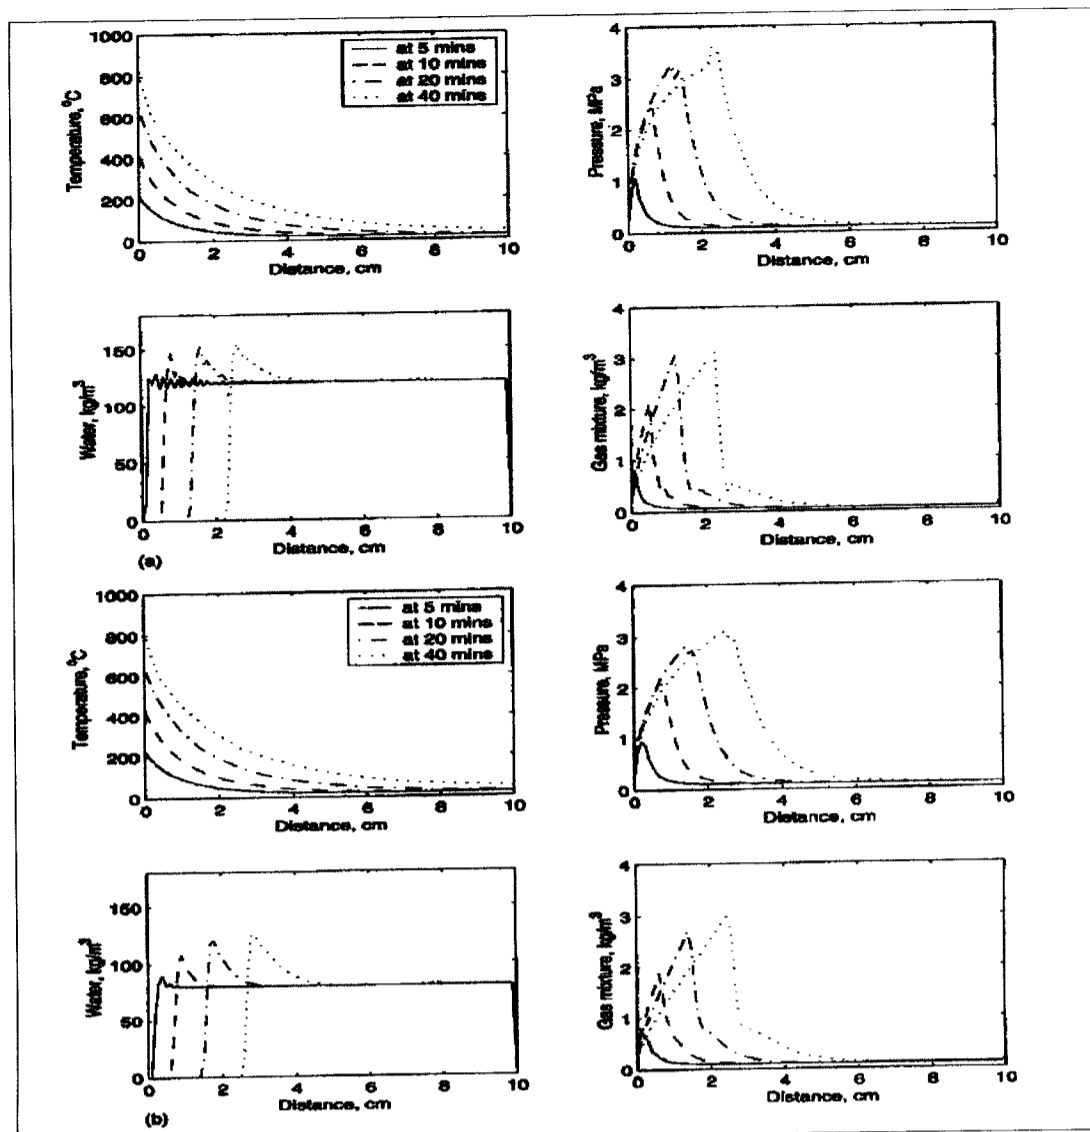 1000
800
600
400
200
0
Temperature, °C
at 5 mins
at 10 mins
at 20 mins
at 40 mins
0 2 4 6 8 10
Distance, cm
4
3
2
1
0
Pressure, MPa
0 2 4 6 8 10
Distance, cm
150
100
50
0
Water, kg/m³
0 2 4 6 8 10
Distance, cm
(a)
4
3
2
1
0
Gas mixture, kg/m³
0 2 4 6 8 10
Distance, cm
1000
800
600
400
200
0
Temperature, °C
at 5 mins
at 10 mins
at 20 mins
at 40 mins
0 2 4 6 8 10
Distance, cm
4
3
2
1
0
Pressure, MPa
0 2 4 6 8 10
Distance, cm
150
100
50
0
Water, kg/m³
0 2 4 6 8 10
Distance, cm
(b)
4
3
2
1
0
Gas mixture, kg/m³
0 2 4 6 8 10
Distance, cm